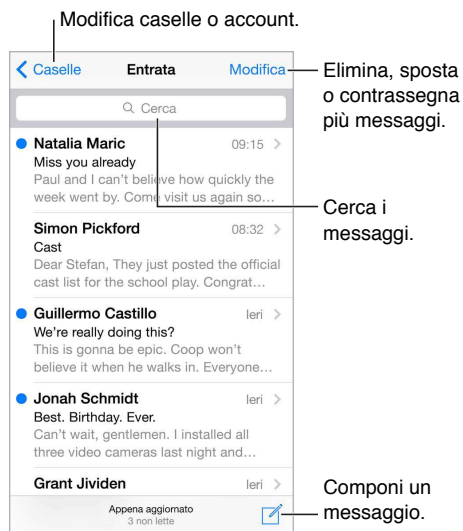 Modifica caselle o account.
Caselle Entrata Modifica
Elimina, sposta
o contrassegna
più messaggi.
Cerca
Natalia Maric 09:15
Miss you already
Paul and I can't believe how quickly the
week went by. Come visit us again so…
Cerca i
messaggi.
Simon Pickford 08:32
Cast
Dear Stefan, They just posted the official
cast list for the school play. Congrat…
Guillermo Castillo Ieri
We're really doing this?
This is gonna be epic. Coop won't
believe it when he walks in. Everyone…
Jonah Schmidt Ieri
Best. Birthday. Ever.
Can't wait, gentlemen. I installed all
three video cameras last night and…
Grant Jividen Ieri
Appena aggiornato
3 non lette
Componi un
messaggio.